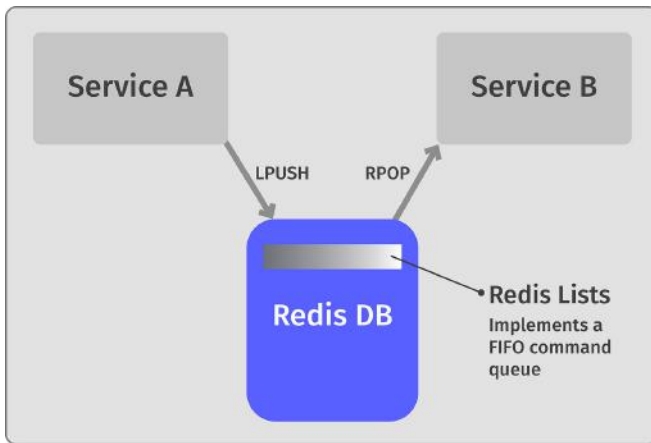 Service A
Service B
LPUSH
RPOP
Redis DB
Redis Lists
Implements a
FIFO command
queue